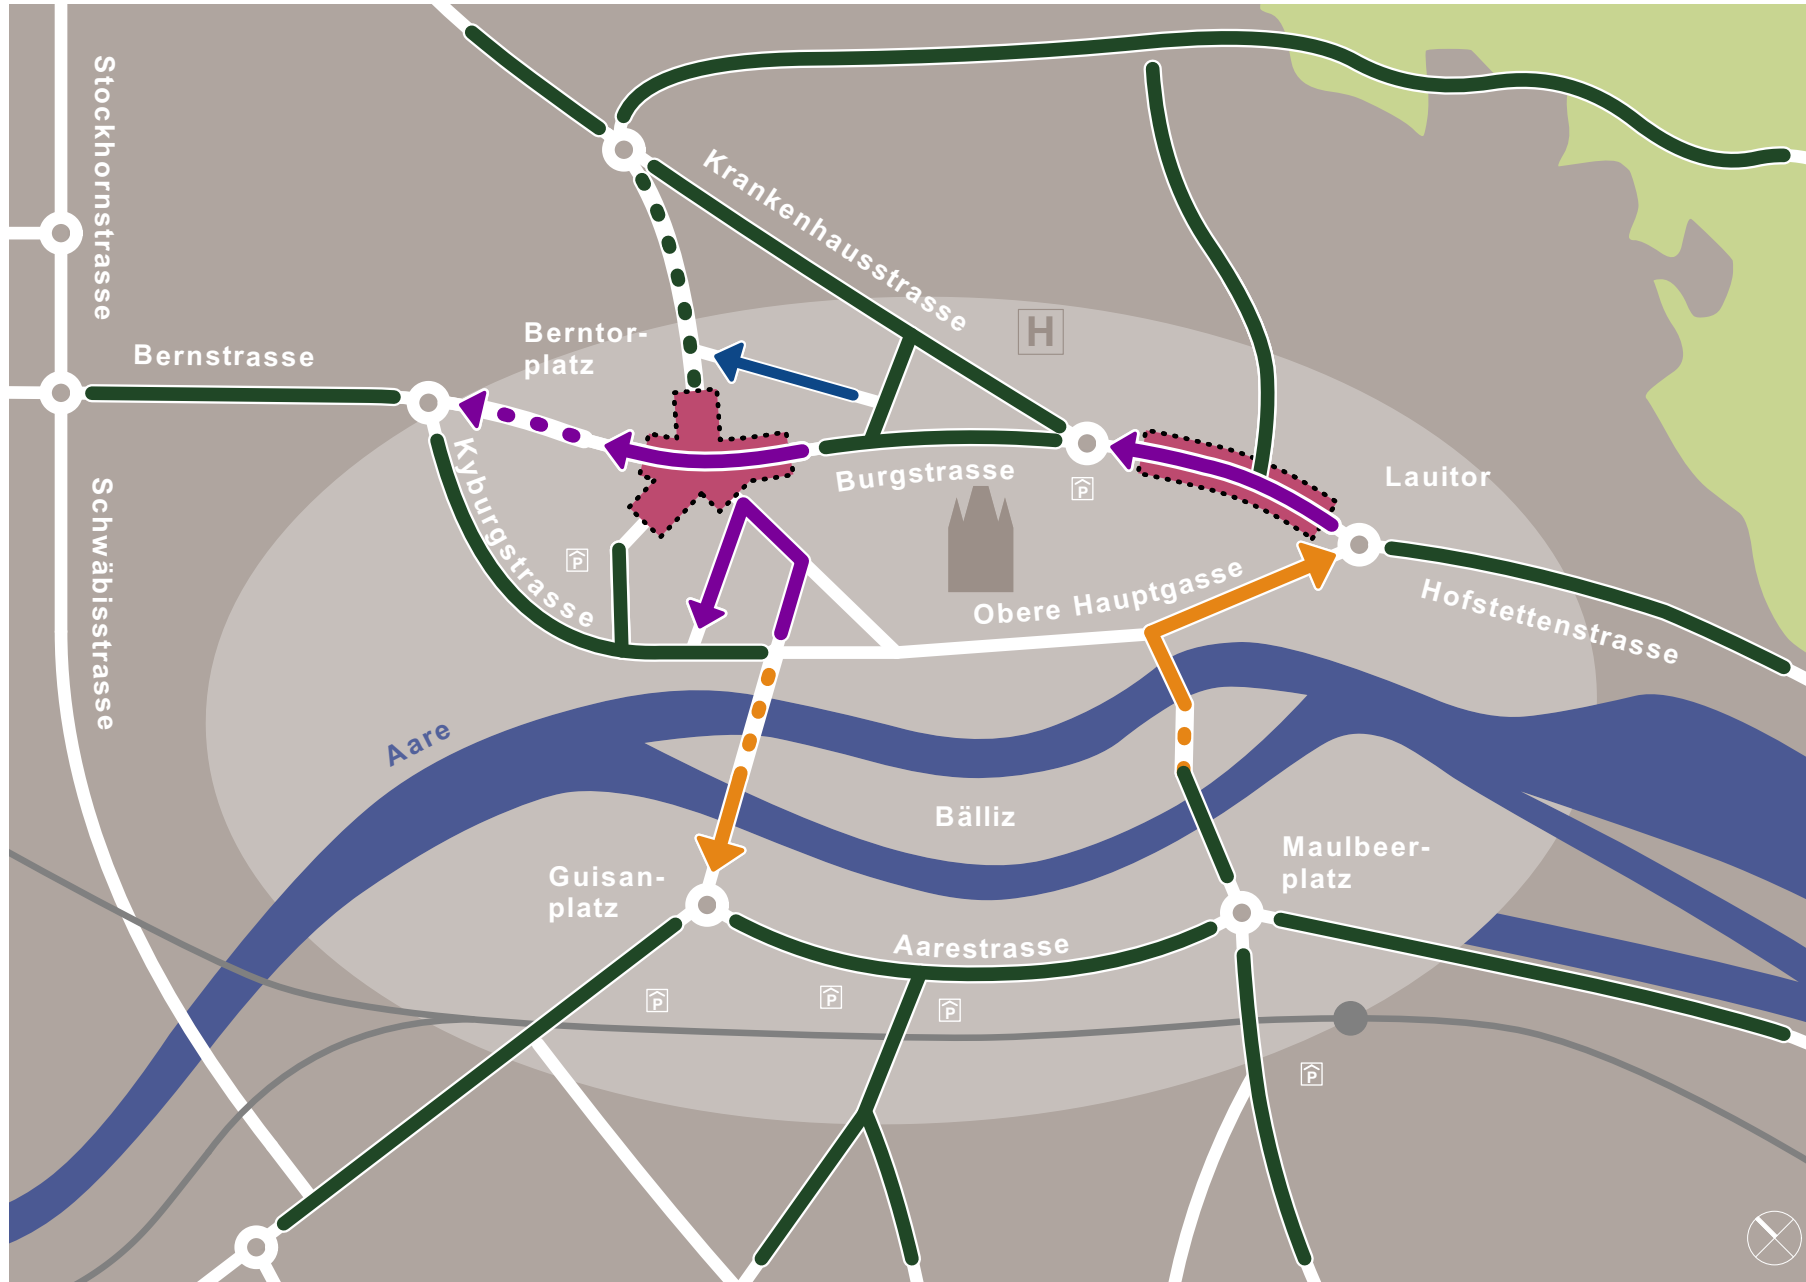 Stockhornstrasse
Krankenhausstrasse
H
Berntor-
platz
Bernstrasse
Kyburgstrasse
Burgstrasse
P
Lauitor
Schwäbisstrasse
P
Obere Hauptgasse
Hofstettenstrasse
Aare
Bälliz
Maulbeer-
platz
Guisan-
platz
Aarestrasse
P
P
P
P